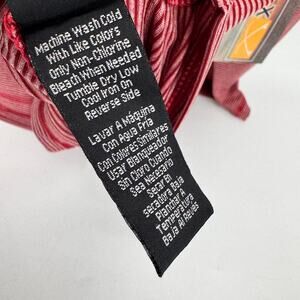 Machine Wash Cold
With Like Colors
Only Non-Chlorine
Bleach When Needed
Tumble Dry Low
Cool Iron On
Reverse Side
Lavar A Máquina
Con Agua Fria
Con Colores Similares
Usar Blanqueador
Sin Cloro Cuando
Sea Necesario
Secar En
secadora Baja
Planchar A
Temperatura
Baja Al Reves